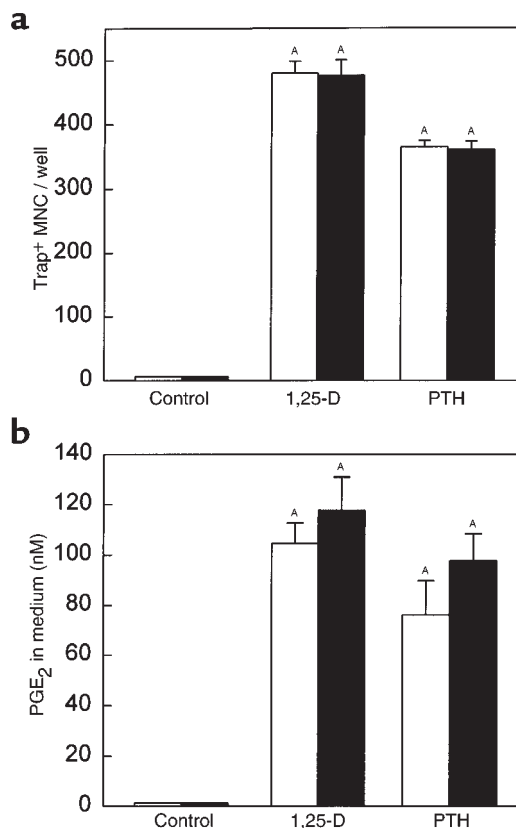 a
500
400
300
200
100
0
Trap+ MNC / well
A A
A A
Control 1,25-D PTH
b
140
120
100
80
60
40
20
0
PGE2 in medium (nM)
A
A
A
A
Control 1,25-D PTH